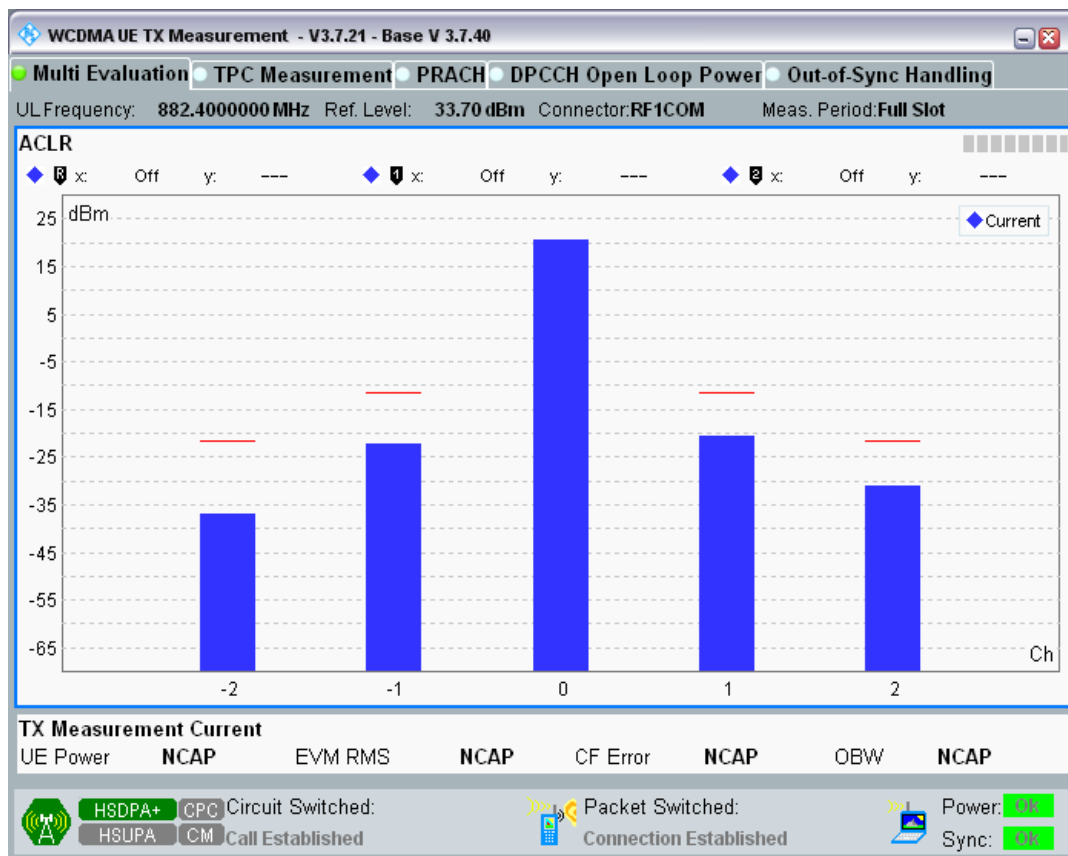 WCDMA UE TX Measurement - V3.7.21 - Base V 3.7.40
Multi Evaluation TPC Measurement PRACH DPCCH Open Loop Power Out-of-Sync Handling
UL Frequency: 882.4000000 MHz Ref. Level: 33.70 dBm Connector:RF1COM Meas. Period:Full Slot
ACLR
R x: Off y: --- 1 x: Off y: --- 2 x: Off y: ---
dBm
Current
25
15
5
-5
-15
-25
-35
-45
-55
-65
Ch
-2 -1 0 1 2
TX Measurement Current
UE Power NCAP EVM RMS NCAP CF Error NCAP OBW NCAP
HSDPA+ CPC Circuit Switched: Packet Switched: Power: OK
HSUPA CM Call Established Connection Established Sync: OK